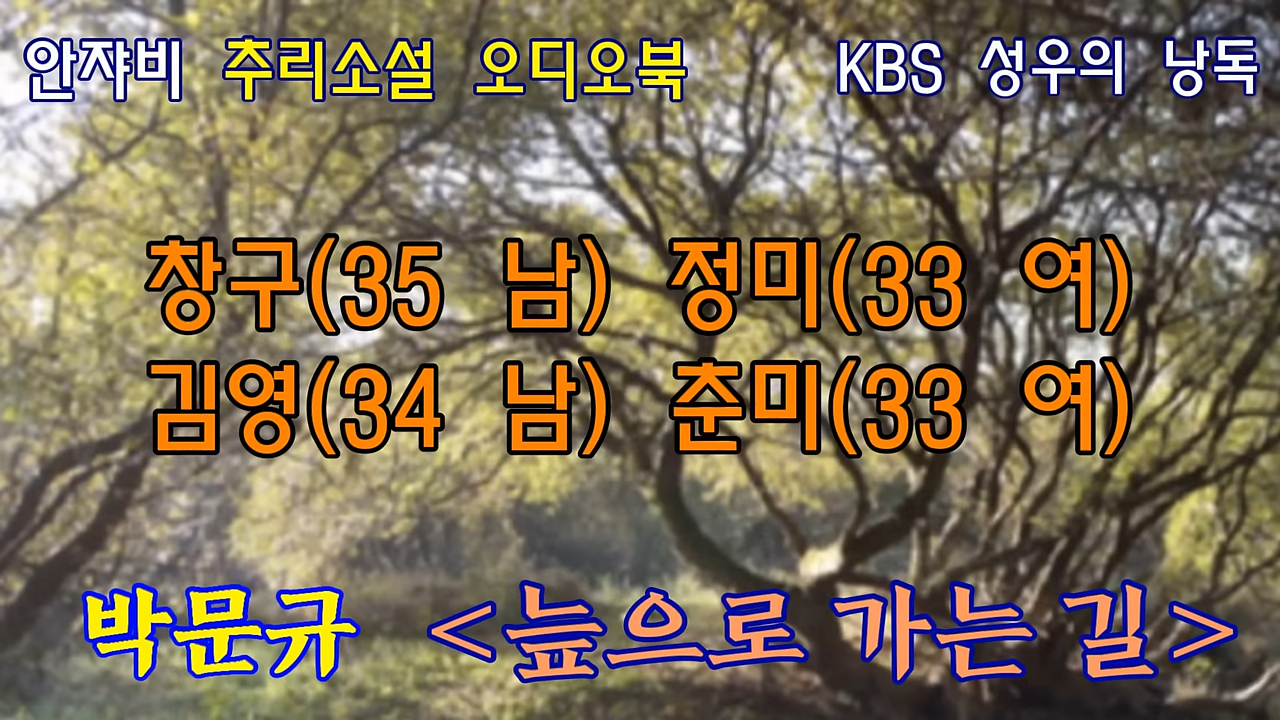 안쟈비 추리소설 오디오북 KBS 성우의 낭독
창구(35 남) 정미(33 여)
김영(34 남) 춘미(33 여)
박문규 <늪으로 가는 길>